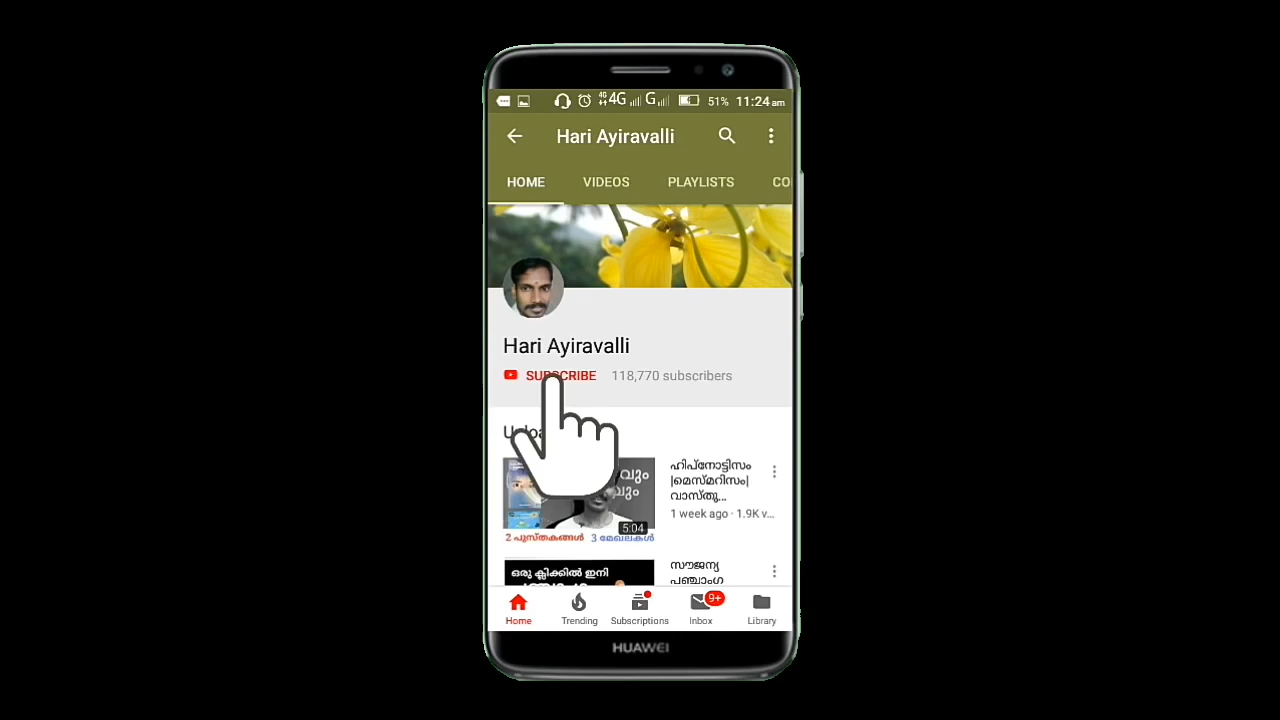 4G 4G G 51% 11:24 am
Hari Ayiravalli
HOME VIDEOS PLAYLISTS CO
Hari Ayiravalli
SUBSCRIBE 118,770 subscribers
ഹിപ്നോട്ടിസം
|മെസ്മറിസം|
വാസ്തു...
1 week ago · 1.9K v...
5:04
2 പുസ്തകങ്ങൾ 3 മേഖലകൾ
സൗജന്യ
പഞ്ചാംഗ
ഒരു ക്ലിക്കിൽ ഇനി
9+
Home Trending Subscriptions Inbox Library
HUAWEI